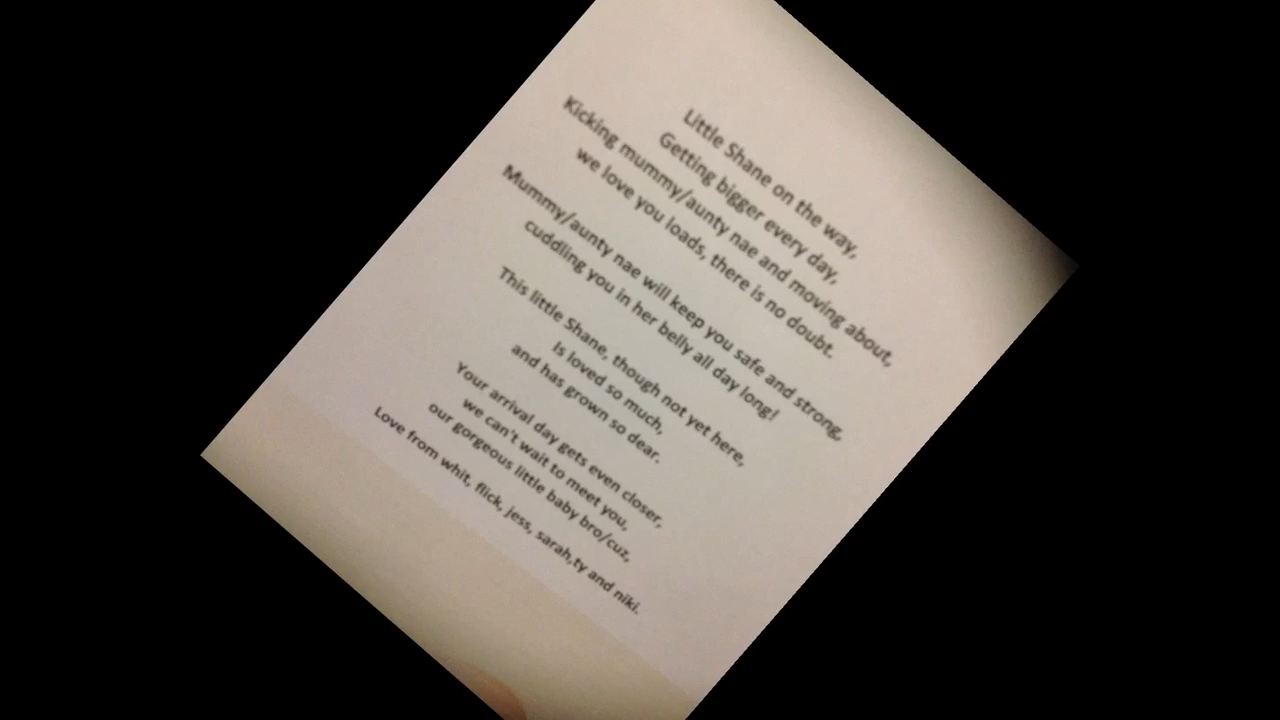 Little Shane on the way,
Getting bigger every day,
Kicking mummy/aunty nae and moving about,
we love you loads, there is no doubt.
Mummy/aunty nae will keep you safe and strong,
cuddling you in her belly all day long!
This little Shane, though not yet here,
Is loved so much,
and has grown so dear.
Your arrival day gets even closer,
we can't wait to meet you,
our gorgeous little baby bro/cuz,
Love from whit, flick, jess, sarah,ty and niki.